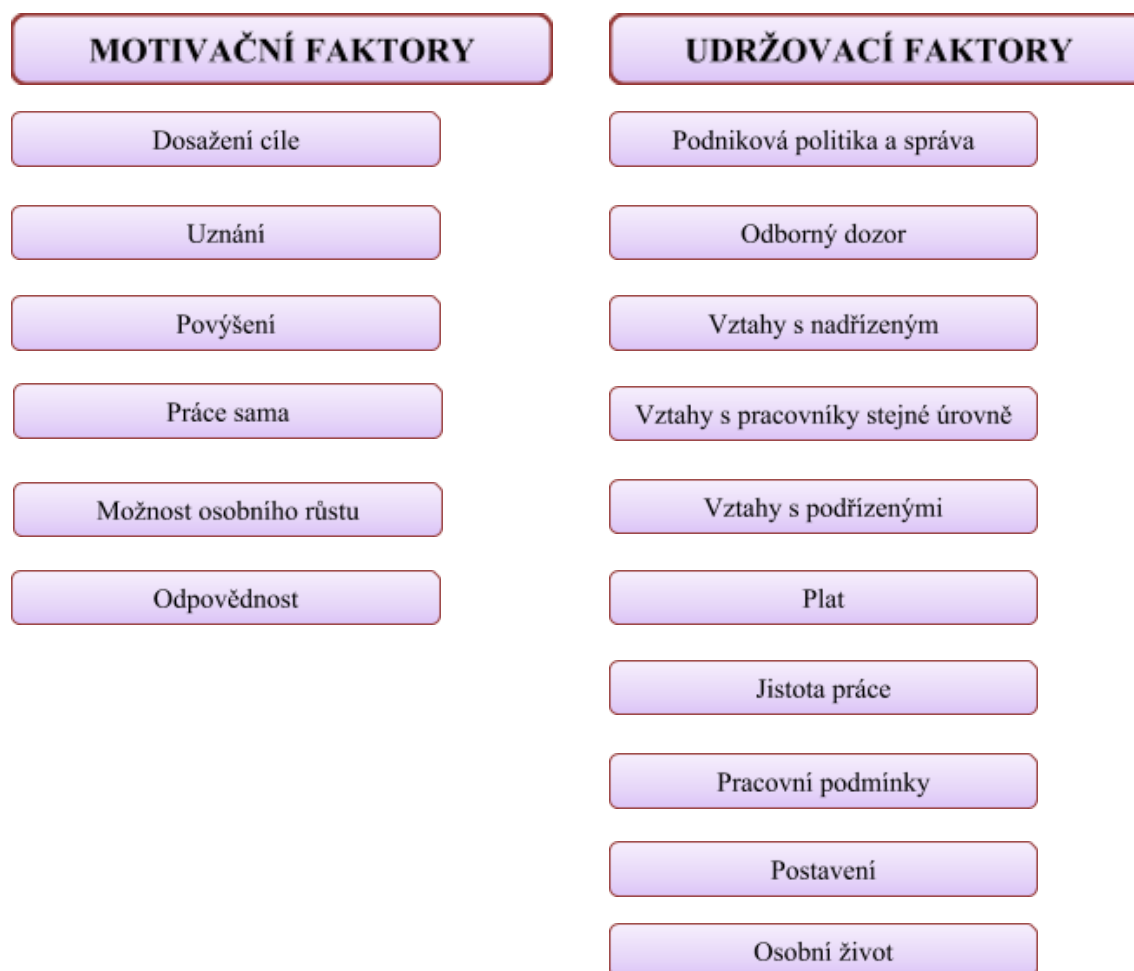 MOTIVAČNÍ FAKTORY
Dosažení cíle
Uznání
Povýšení
Práce sama
Možnost osobního růstu
Odpovědnost
UDRŽOVACÍ FAKTORY
Podniková politika a správa
Odborný dozor
Vztahy s nadřízeným
Vztahy s pracovníky stejné úrovně
Vztahy s podřízenými
Plat
Jistota práce
Pracovní podmínky
Postavení
Osobní život